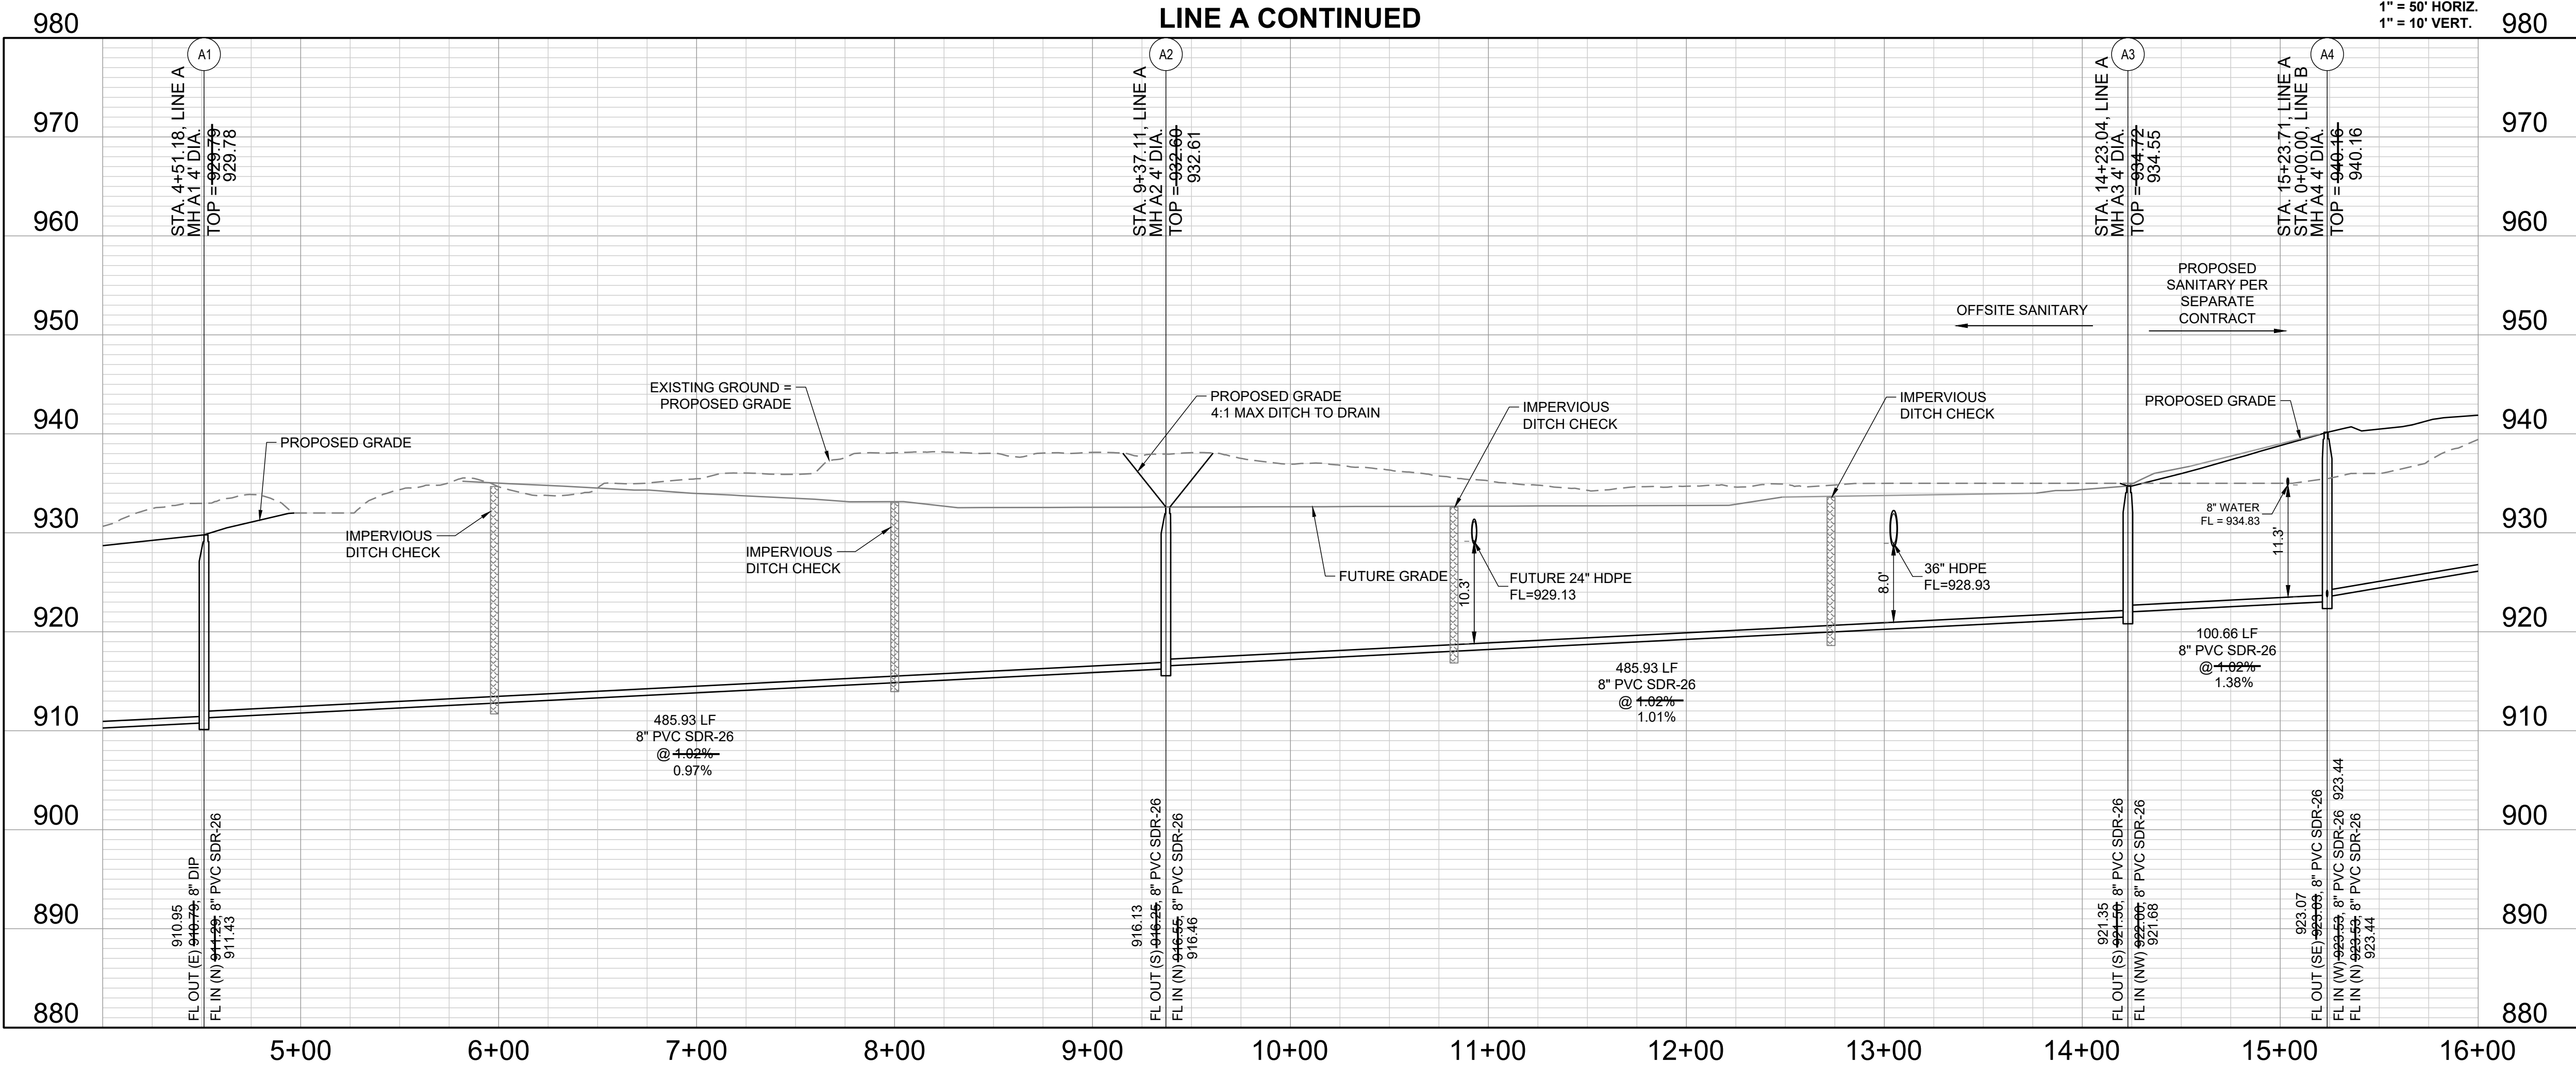 LINE A CONTINUED
1" = 50' HORIZ.
1" = 10' VERT.
980
970
960
950
940
930
920
910
900
890
880
980
970
960
950
940
930
920
910
900
890
880
A1
STA. 4+51.18, LINE A
MH A1 4' DIA.
TOP = 929.79
929.78
A2
STA. 9+37.11, LINE A
MH A2 4' DIA.
TOP = 932.60
932.61
A3
STA. 14+23.04, LINE A
MH A3 4' DIA.
TOP = 934.72
934.55
A4
STA. 15+23.71, LINE A
STA. 0+00.00, LINE B
MH A4 4' DIA.
TOP = 940.16
940.16
OFFSITE SANITARY
PROPOSED
SANITARY PER
SEPARATE
CONTRACT
PROPOSED GRADE
EXISTING GROUND =
PROPOSED GRADE
PROPOSED GRADE
4:1 MAX DITCH TO DRAIN
IMPERVIOUS
DITCH CHECK
IMPERVIOUS
DITCH CHECK
PROPOSED GRADE
IMPERVIOUS
DITCH CHECK
IMPERVIOUS
DITCH CHECK
FUTURE GRADE
10.3'
FUTURE 24" HDPE
FL=929.13
8.0'
36" HDPE
FL=928.93
8" WATER
FL = 934.83
11.3'
485.93 LF
8" PVC SDR-26
@ 1.02%
0.97%
485.93 LF
8" PVC SDR-26
@ 1.02%
1.01%
100.66 LF
8" PVC SDR-26
@ 1.02%
1.38%
910.95
FL OUT (E) 910.79, 8" DIP
FL IN (N) 911.29, 8" PVC SDR-26
911.43
916.13
FL OUT (S) 916.25, 8" PVC SDR-26
FL IN (N) 916.55, 8" PVC SDR-26
916.46
921.35
FL OUT (S) 921.50, 8" PVC SDR-26
FL IN (NW) 922.00, 8" PVC SDR-26
921.68
923.07
FL OUT (SE) 923.03, 8" PVC SDR-26
FL IN (W) 923.53, 8" PVC SDR-26 923.44
FL IN (N) 923.53, 8" PVC SDR-26
923.44
5+00
6+00
7+00
8+00
9+00
10+00
11+00
12+00
13+00
14+00
15+00
16+00